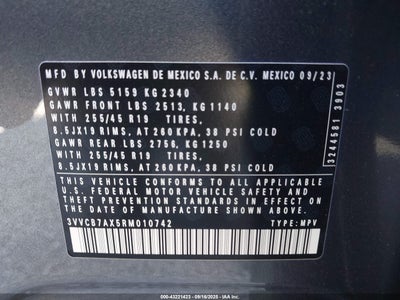 MFD BY VOLKSWAGEN DE MEXICO S.A. DE C.V. MEXICO 09/23
GVWR LBS 5159 KG 2340
GAWR FRONT LBS 2513, KG 1140
WITH 255/45 R19 TIRES,
8.5JX19 RIMS, AT 260KPA, 38 PSI COLD
GAWR REAR LBS 2756, KG1250
WITH 255/45 R19 TIRES,
8.5JX19 RIMS, AT 260KPA, 38 PSI COLD
THIS VEHICLE CONFORMS TO ALL APPLICABLE
U.S. FEDERAL MOTOR VEHICLE SAFETY AND
THEFT PREVENTION STANDARDS IN EFFECT ON
THE DATE OF MANUFACTURE SHOWN ABOVE.
3VVCB7AX5RM010742 TYPE: MPV
3244581 3903
000-43221423 - 09/16/2025 - IAA Inc.